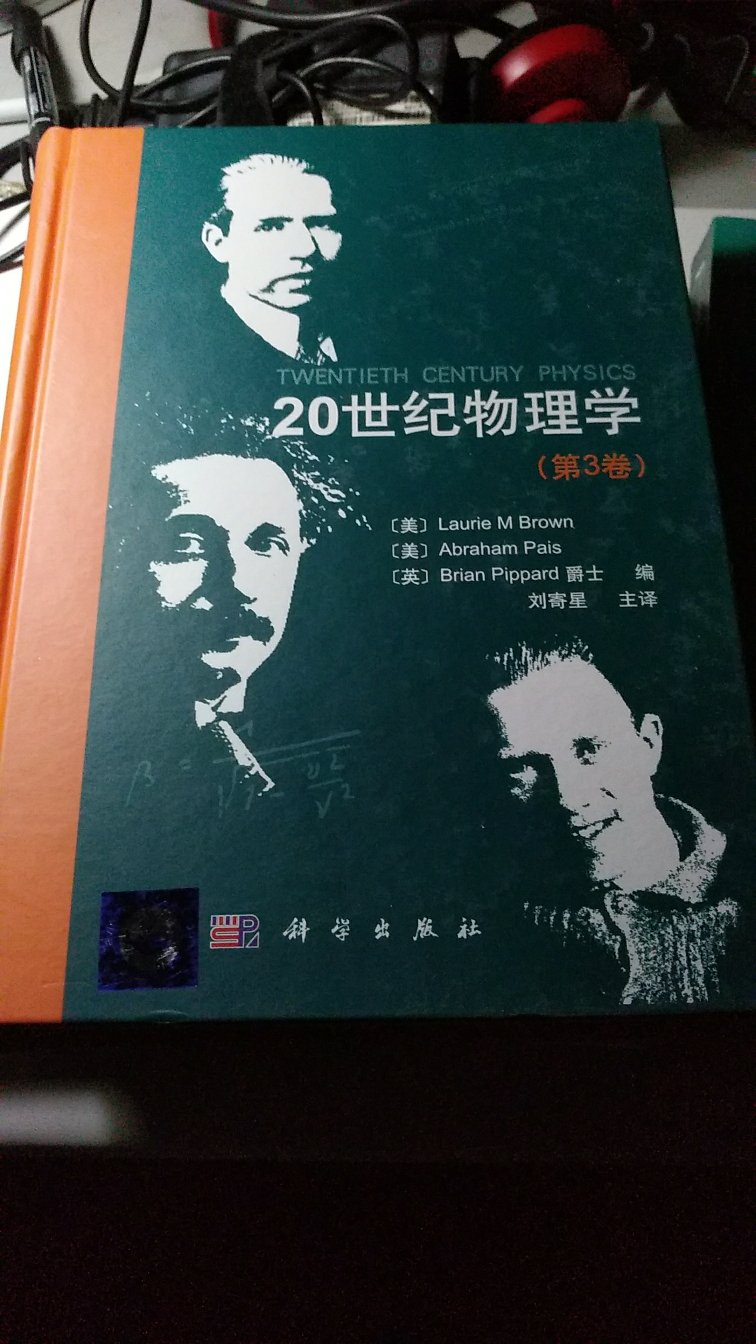 TWENTIETH CENTURY PHYSICS
20世纪物理学
（第3卷）
〔美〕Laurie M Brown
〔美〕Abraham Pais
〔英〕Brian Pippard 爵士 编
刘寄星 主译
科学出版社